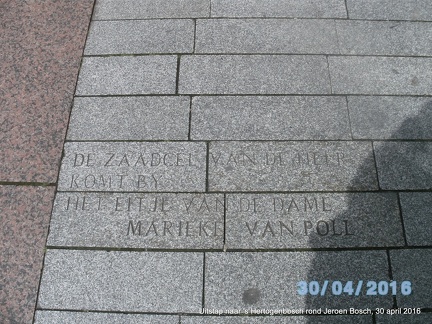 DE ZAADCEL VAN DE HEER
KOMT BY
HET EITJE VAN DE DAME
MARIEKE VAN POLL
30/04/2016
Uitstap naar 's Hertogenbosch rond Jeroen Bosch, 30 april 2016